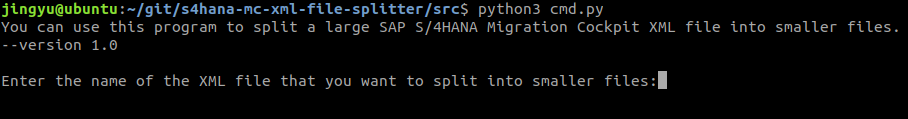 jingyu@ubuntu:~/git/s4hana-mc-xml-file-splitter/src$ python3 cmd.py
You can use this program to split a large SAP S/4HANA Migration Cockpit XML file into smaller files.
--version 1.0
Enter the name of the XML file that you want to split into smaller files: